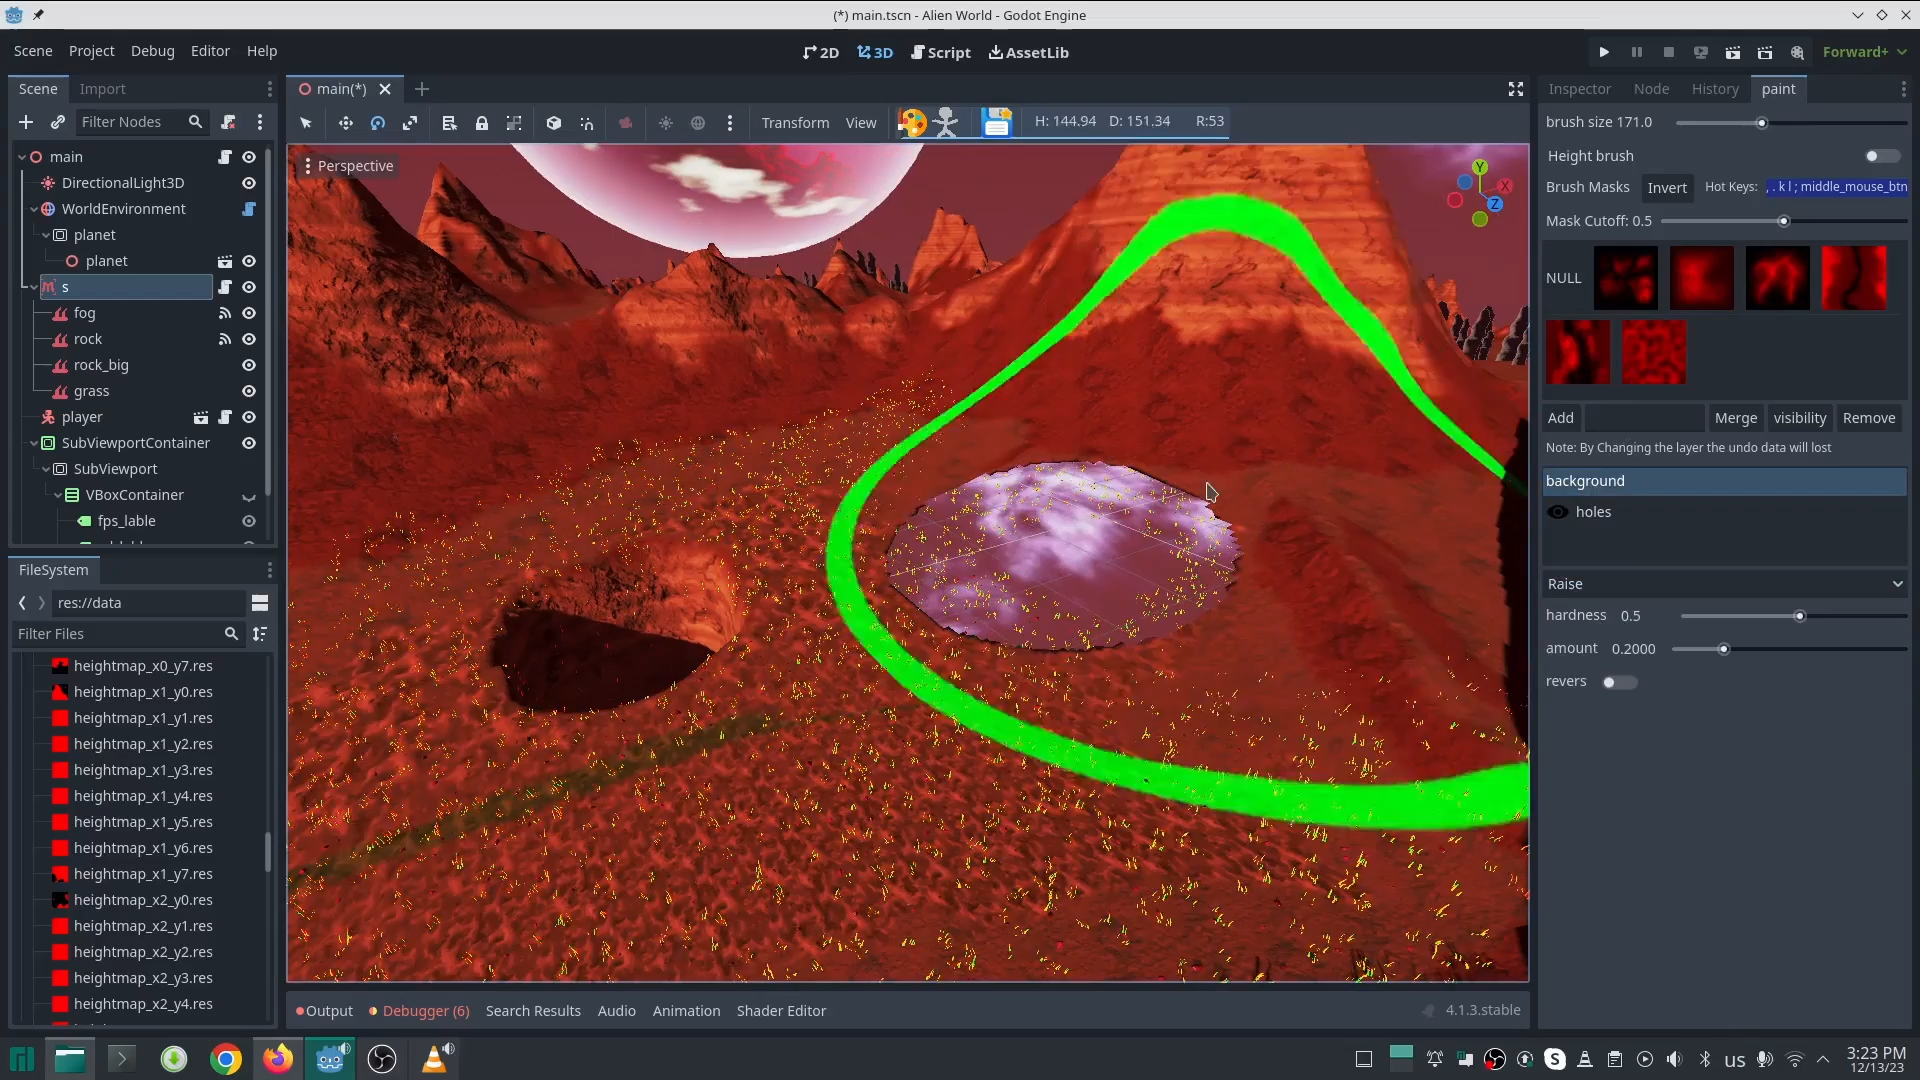 (*) main.tscn - Alien World - Godot Engine
Scene Project Debug Editor Help
2D 3D Script AssetLib
Forward+
Scene Import
main(*)
Inspector Node History paint
Filter Nodes
Transform View
H: 144.94 D: 151.34 R:53
brush size 171.0
main
DirectionalLight3D
WorldEnvironment
planet
planet
s
fog
rock
rock_big
grass
player
SubViewportContainer
SubViewport
VBoxContainer
fps_lable
Perspective
Y
X
Z
Height brush
Brush Masks Invert Hot Keys: , . k l ; middle_mouse_btn
Mask Cutoff: 0.5
NULL
Add Merge visibility Remove
Note: By Changing the layer the undo data will lost
background
holes
Raise
hardness 0.5
amount 0.2000
revers
FileSystem
res://data
Filter Files
heightmap_x0_y7.res
heightmap_x1_y0.res
heightmap_x1_y1.res
heightmap_x1_y2.res
heightmap_x1_y3.res
heightmap_x1_y4.res
heightmap_x1_y5.res
heightmap_x1_y6.res
heightmap_x1_y7.res
heightmap_x2_y0.res
heightmap_x2_y1.res
heightmap_x2_y2.res
heightmap_x2_y3.res
heightmap_x2_y4.res
Output Debugger (6) Search Results Audio Animation Shader Editor
4.1.3.stable
us
3:23 PM
12/13/23